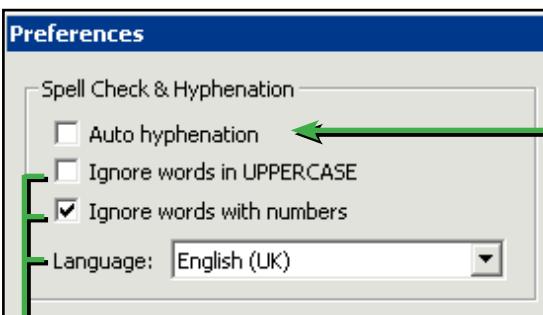 Preferences
Spell Check & Hyphenation
Auto hyphenation
Ignore words in UPPERCASE
Ignore words with numbers
Language: English (UK)